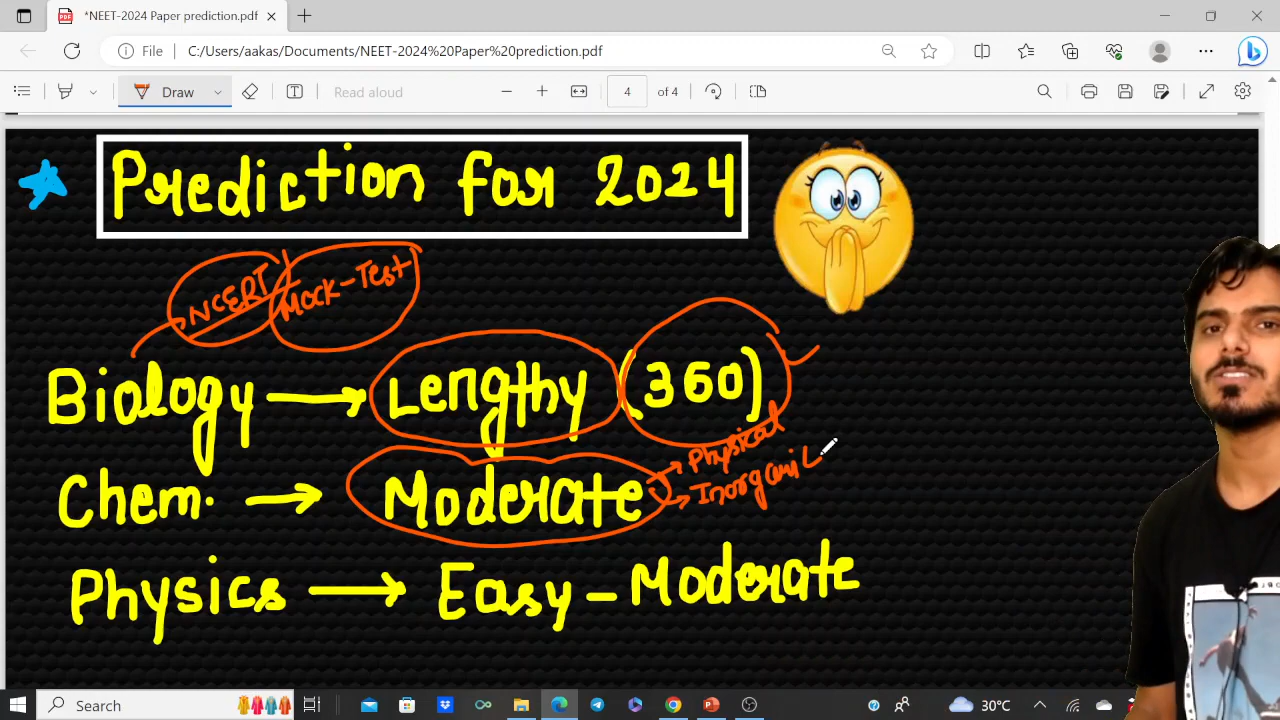 *NEET-2024 Paper prediction.pdf
File C:/Users/aakas/Documents/NEET-2024%20Paper%20prediction.pdf
Draw Read aloud 4 of 4
Prediction for 2024
NCERT Mock-Test
Biology → Lengthy (360)
Physical
Chem. → Moderate
Inorganic
Physics → Easy - Moderate
Search 30°C